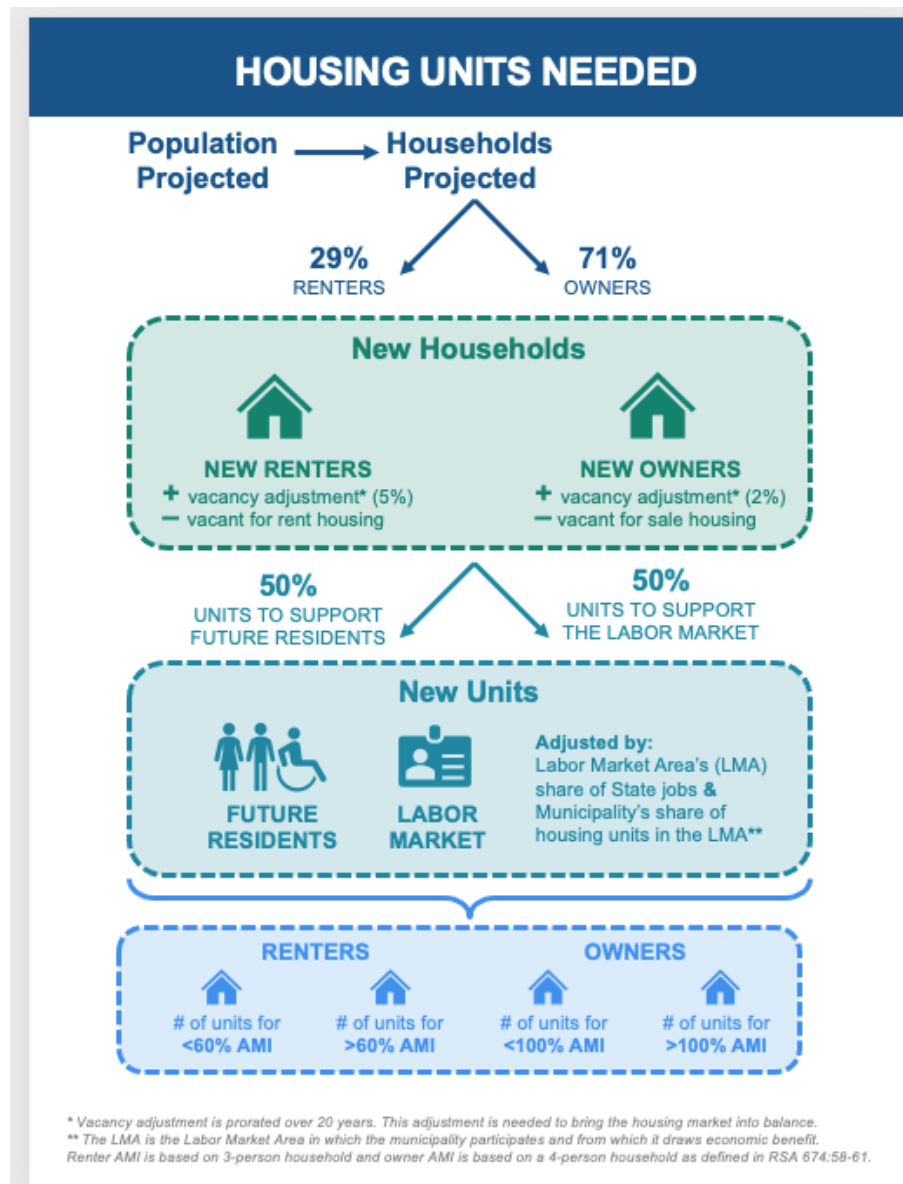 HOUSING UNITS NEEDED
Population
Projected
Households
Projected
29%
RENTERS
71%
OWNERS
New Households
NEW RENTERS
+ vacancy adjustment* (5%)
− vacant for rent housing
NEW OWNERS
+ vacancy adjustment* (2%)
− vacant for sale housing
50%
UNITS TO SUPPORT
FUTURE RESIDENTS
50%
UNITS TO SUPPORT
THE LABOR MARKET
New Units
FUTURE
RESIDENTS
LABOR
MARKET
Adjusted by:
Labor Market Area's (LMA)
share of State jobs &
Municipality's share of
housing units in the LMA**
RENTERS
# of units for
<60% AMI
# of units for
>60% AMI
OWNERS
# of units for
<100% AMI
# of units for
>100% AMI
* Vacancy adjustment is prorated over 20 years. This adjustment is needed to bring the housing market into balance.
** The LMA is the Labor Market Area in which the municipality participates and from which it draws economic benefit.
Renter AMI is based on 3-person household and owner AMI is based on a 4-person household as defined in RSA 674:58-61.